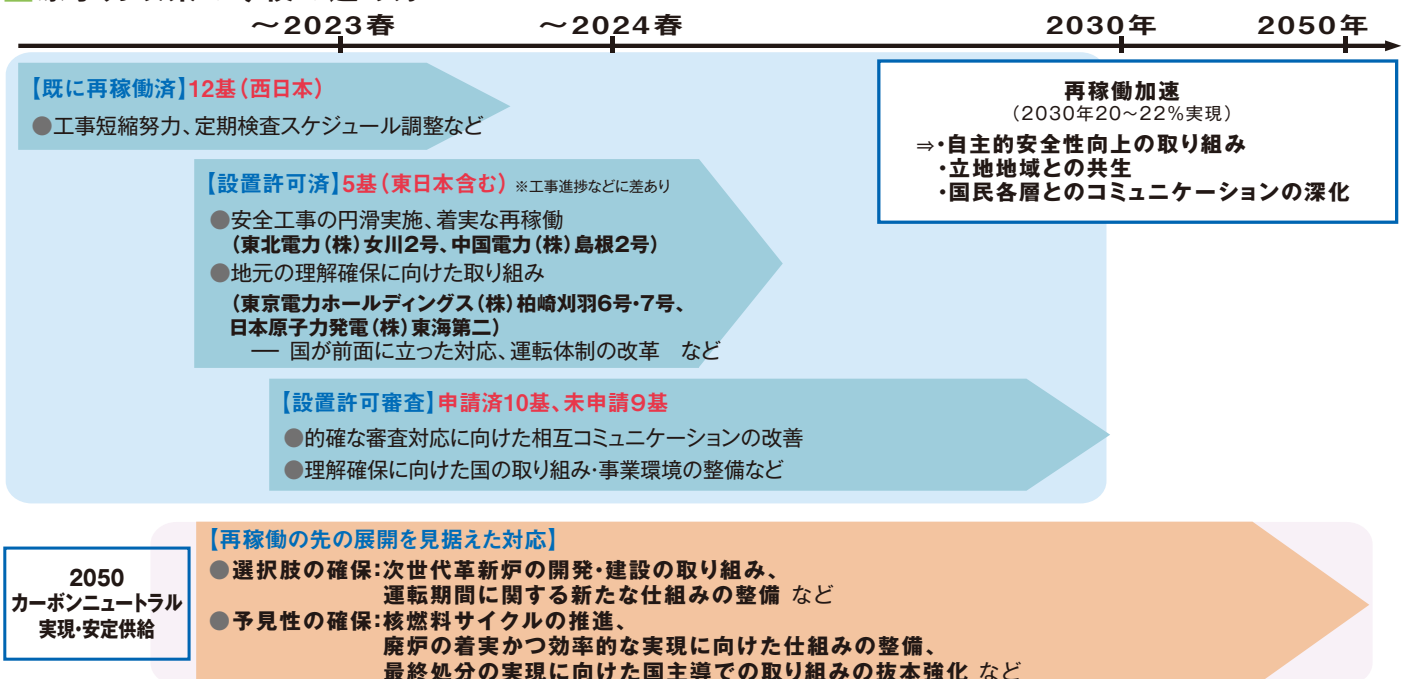 ～2023春
～2024春
2030年
2050年
【既に再稼働済】12基（西日本）
●工事短縮努力、定期検査スケジュール調整など
再稼働加速
（2030年20～22％実現）
⇒・自主的安全性向上の取り組み
・立地地域との共生
・国民各層とのコミュニケーションの深化
【設置許可済】5基（東日本含む）※工事進捗などに差あり
●安全工事の円滑実施、着実な再稼働
（東北電力（株）女川2号、中国電力（株）島根2号）
●地元の理解確保に向けた取り組み
（東京電力ホールディングス（株）柏崎刈羽6号・7号、
日本原子力発電（株）東海第二）
― 国が前面に立った対応、運転体制の改革　など
【設置許可審査】申請済10基、未申請9基
●的確な審査対応に向けた相互コミュニケーションの改善
●理解確保に向けた国の取り組み・事業環境の整備など
2050
カーボンニュートラル
実現・安定供給
【再稼働の先の展開を見据えた対応】
●選択肢の確保：次世代革新炉の開発・建設の取り組み、
運転期間に関する新たな仕組みの整備 など
●予見性の確保：核燃料サイクルの推進、
廃炉の着実かつ効率的な実現に向けた仕組みの整備、
最終処分の実現に向けた国主導での取り組みの抜本強化 など